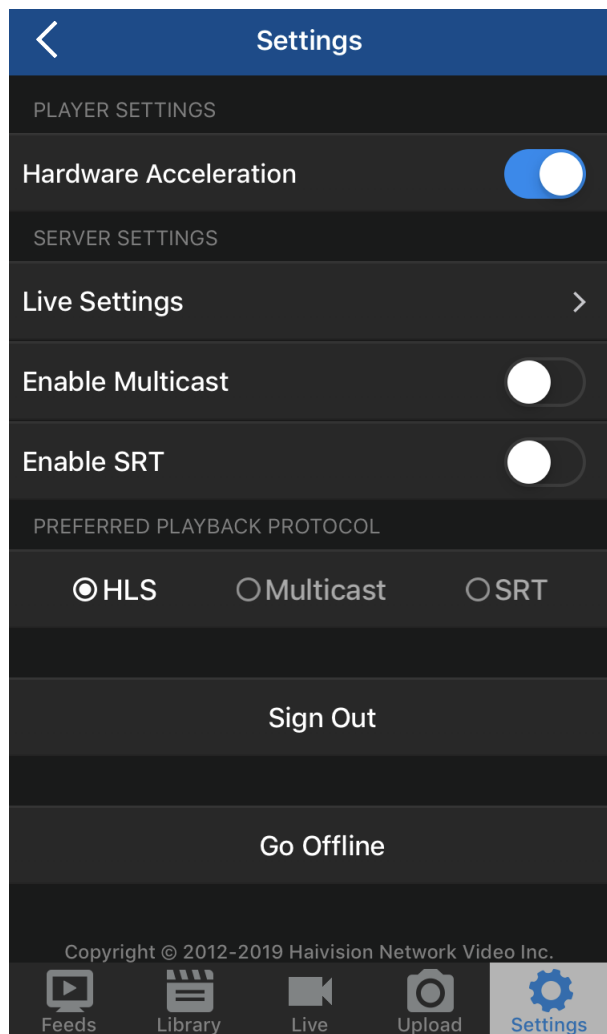 Settings
PLAYER SETTINGS
Hardware Acceleration
SERVER SETTINGS
Live Settings
Enable Multicast
Enable SRT
PREFERRED PLAYBACK PROTOCOL
HLS Multicast SRT
Sign Out
Go Offline
Copyright © 2012-2019 Haivision Network Video Inc.
Feeds Library Live Upload Settings